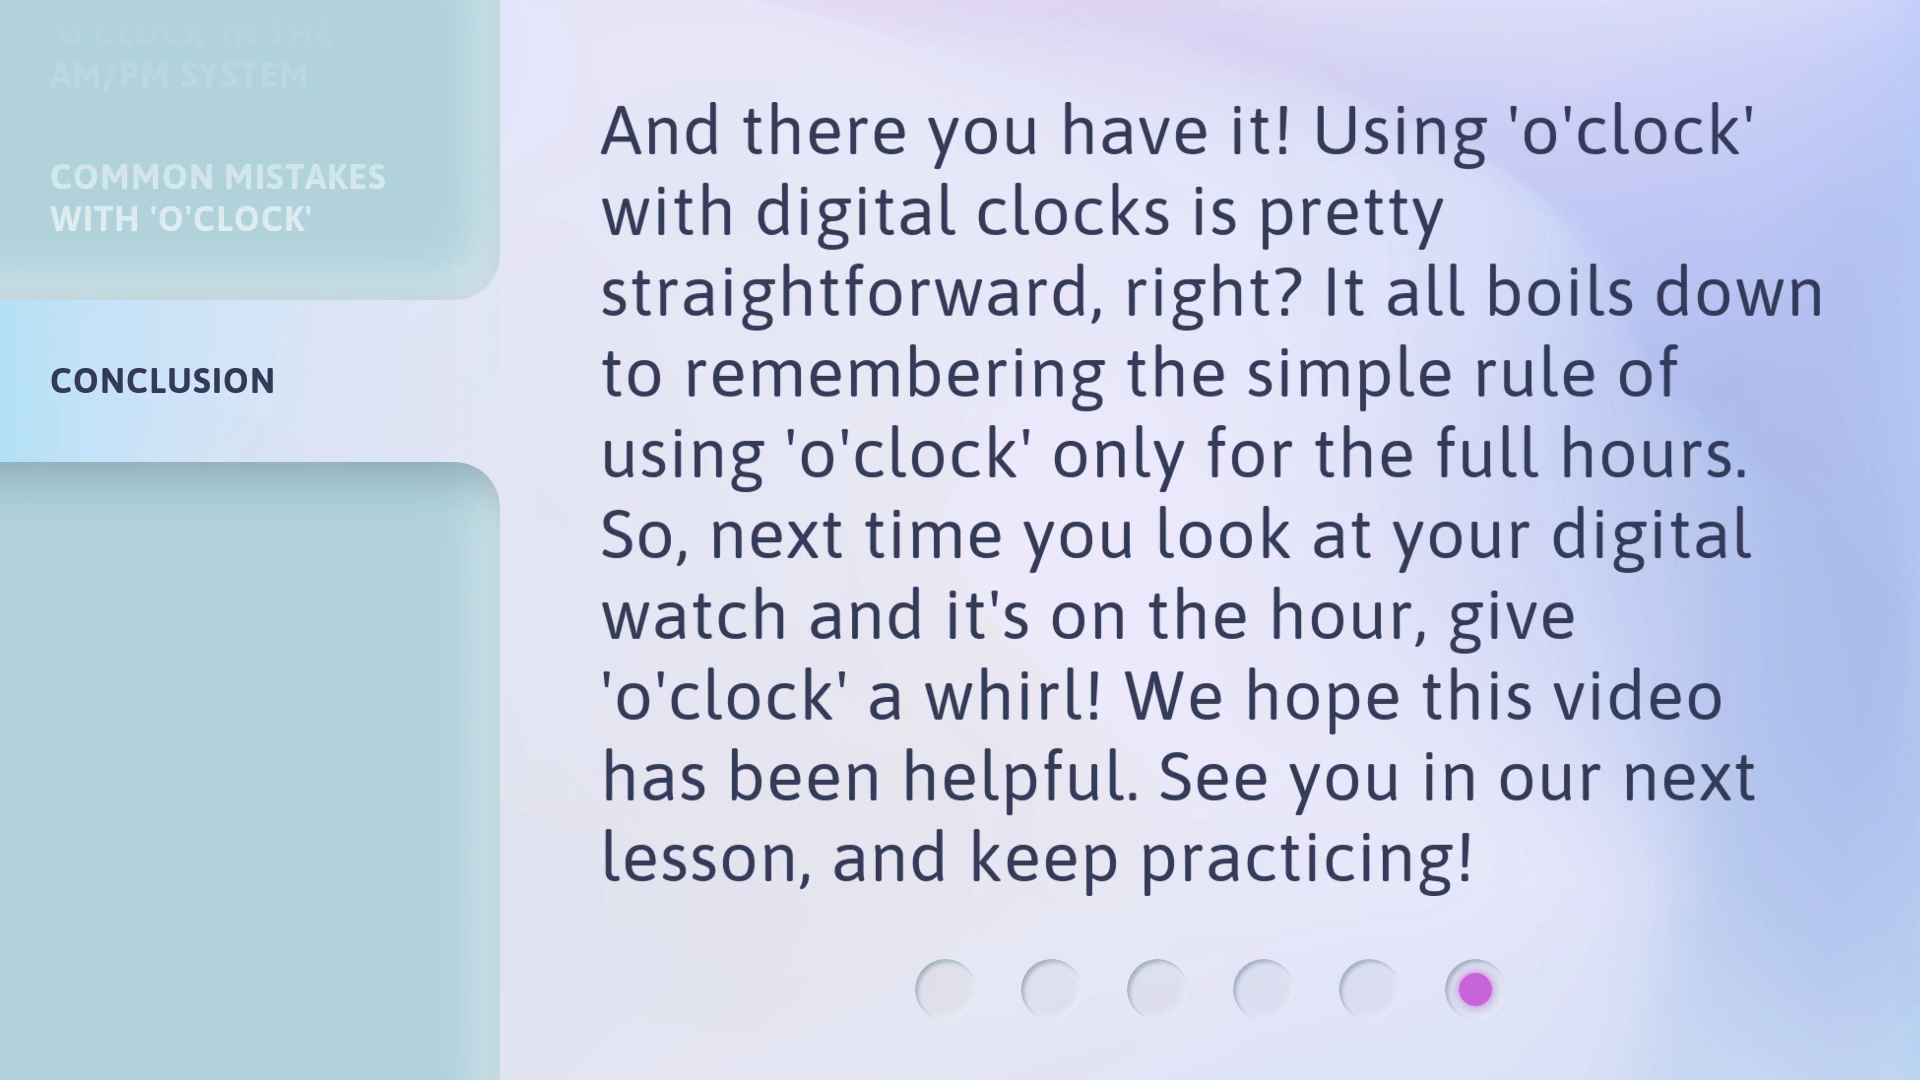 'O'CLOCK' IN THE
AM/PM SYSTEM
COMMON MISTAKES
WITH 'O'CLOCK'
CONCLUSION
And there you have it! Using 'o'clock'
with digital clocks is pretty
straightforward, right? It all boils down
to remembering the simple rule of
using 'o'clock' only for the full hours.
So, next time you look at your digital
watch and it's on the hour, give
'o'clock' a whirl! We hope this video
has been helpful. See you in our next
lesson, and keep practicing!